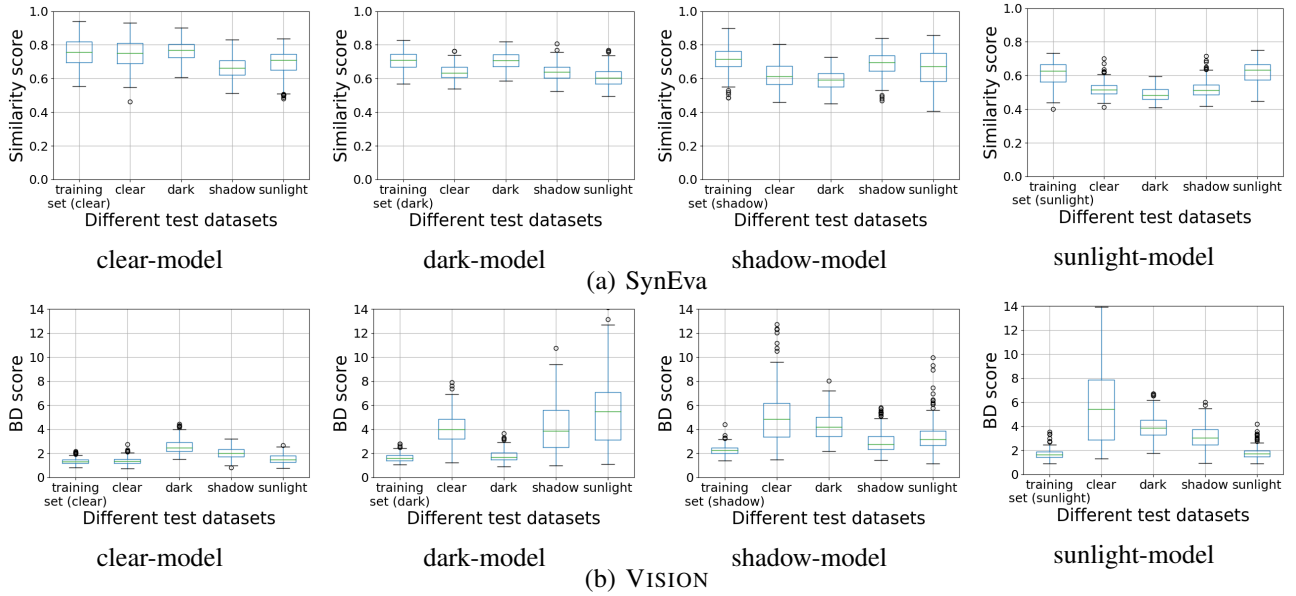 Similarity score
1.0
0.8
0.6
0.4
0.2
0.0
training set (clear)
clear
dark
shadow
sunlight
Different test datasets
clear-model
Similarity score
1.0
0.8
0.6
0.4
0.2
0.0
training set (dark)
clear
dark
shadow
sunlight
Different test datasets
dark-model
Similarity score
1.0
0.8
0.6
0.4
0.2
0.0
training set (shadow)
clear
dark
shadow
sunlight
Different test datasets
shadow-model
Similarity score
1.0
0.8
0.6
0.4
0.2
0.0
training set (sunlight)
clear
dark
shadow
sunlight
Different test datasets
sunlight-model
(a) SynEva
BD score
14
12
10
8
6
4
2
0
training set (clear)
clear
dark
shadow
sunlight
Different test datasets
clear-model
BD score
14
12
10
8
6
4
2
0
training set (dark)
clear
dark
shadow
sunlight
Different test datasets
dark-model
BD score
14
12
10
8
6
4
2
0
training set (shadow)
clear
dark
shadow
sunlight
Different test datasets
shadow-model
BD score
14
12
10
8
6
4
2
0
training set (sunlight)
clear
dark
shadow
sunlight
Different test datasets
sunlight-model
(b) VISION